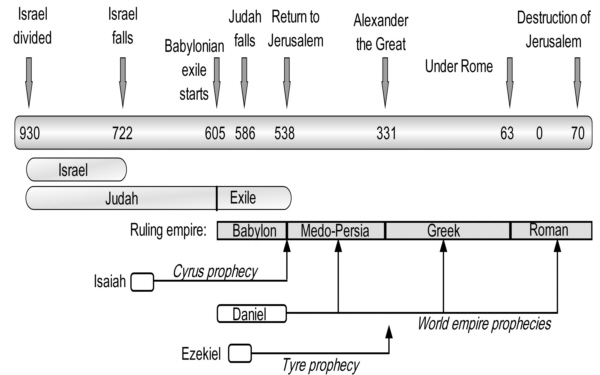 Israel divided
Israel falls
Babylonian exile starts
Judah falls
Return to Jerusalem
Alexander the Great
Under Rome
Destruction of Jerusalem
930 722 605 586 538 331 63 0 70
Israel
Judah Exile
Ruling empire: Babylon Medo-Persia Greek Roman
Isaiah Cyrus prophecy
Daniel
World empire prophecies
Ezekiel
Tyre prophecy